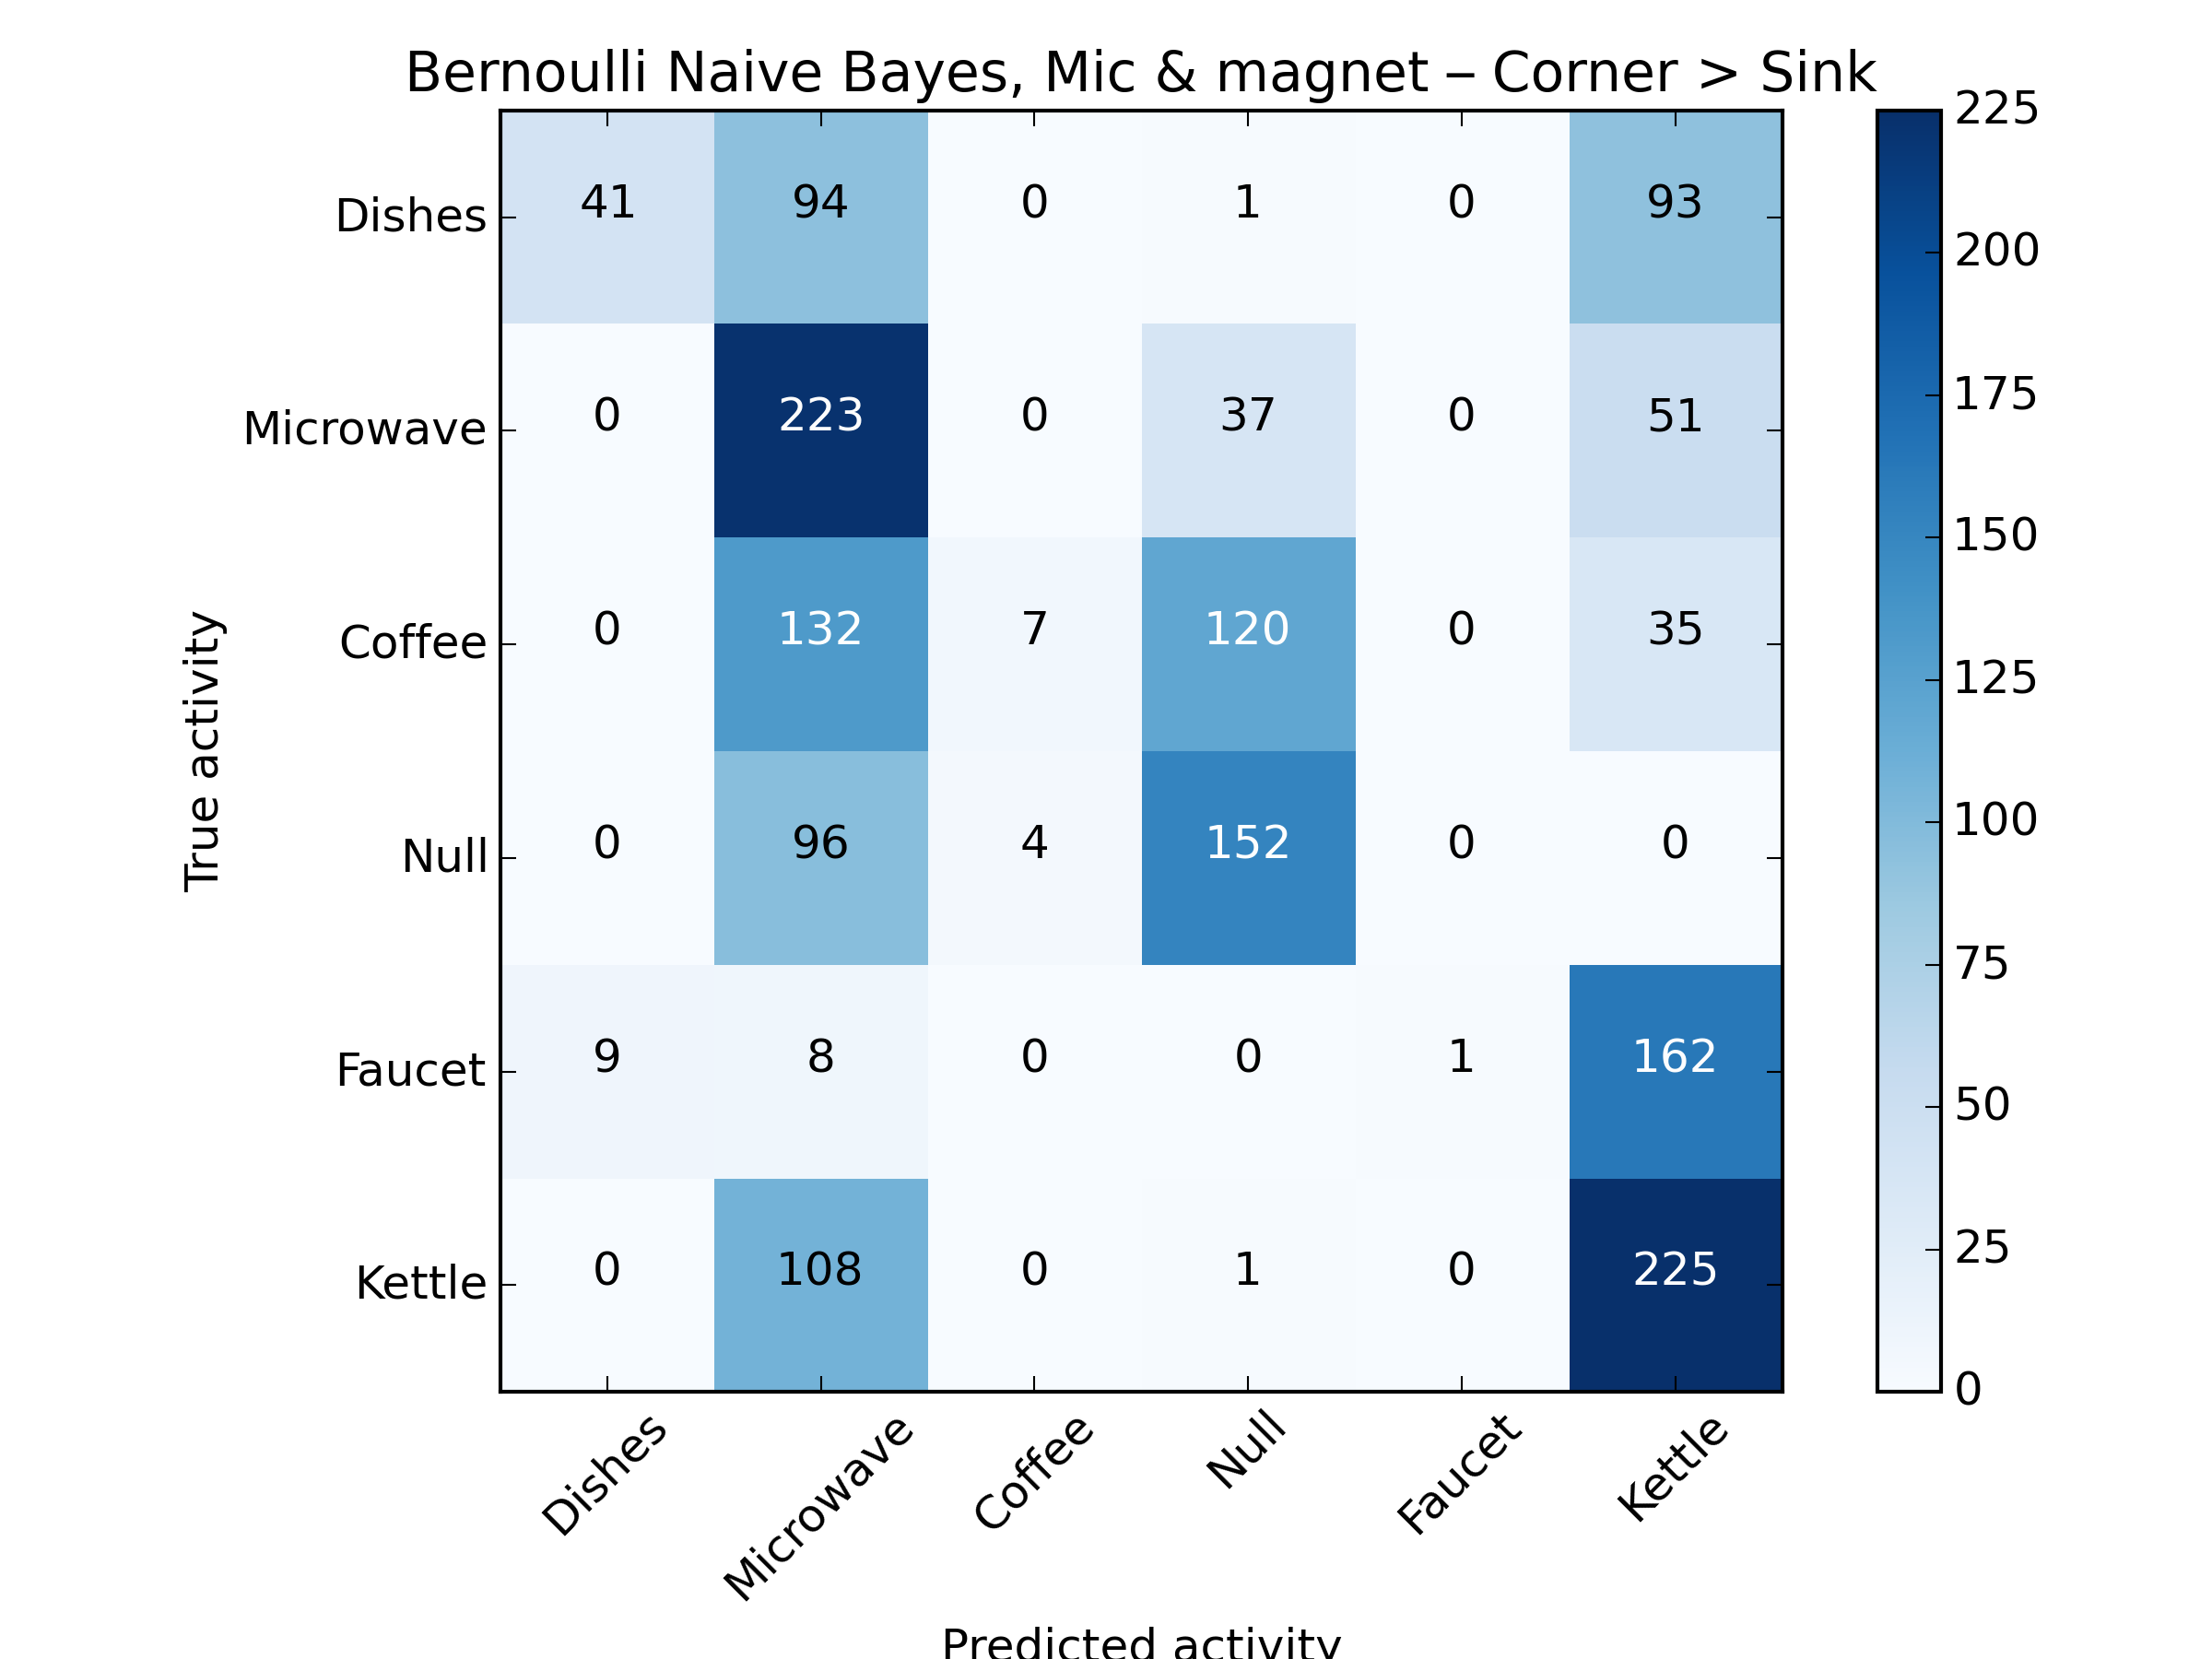 Bernoulli Naive Bayes, Mic & magnet – Corner > Sink
225
Dishes 41 94 0 1 0 93
200
Microwave 0 223 0 37 0 51
175
150
Coffee 0 132 7 120 0 35
125
True activity
100
Null 0 96 4 152 0 0
75
Faucet 9 8 0 0 1 162
50
25
Kettle 0 108 0 1 0 225
0
Dishes Microwave Coffee Null Faucet Kettle
Predicted activity